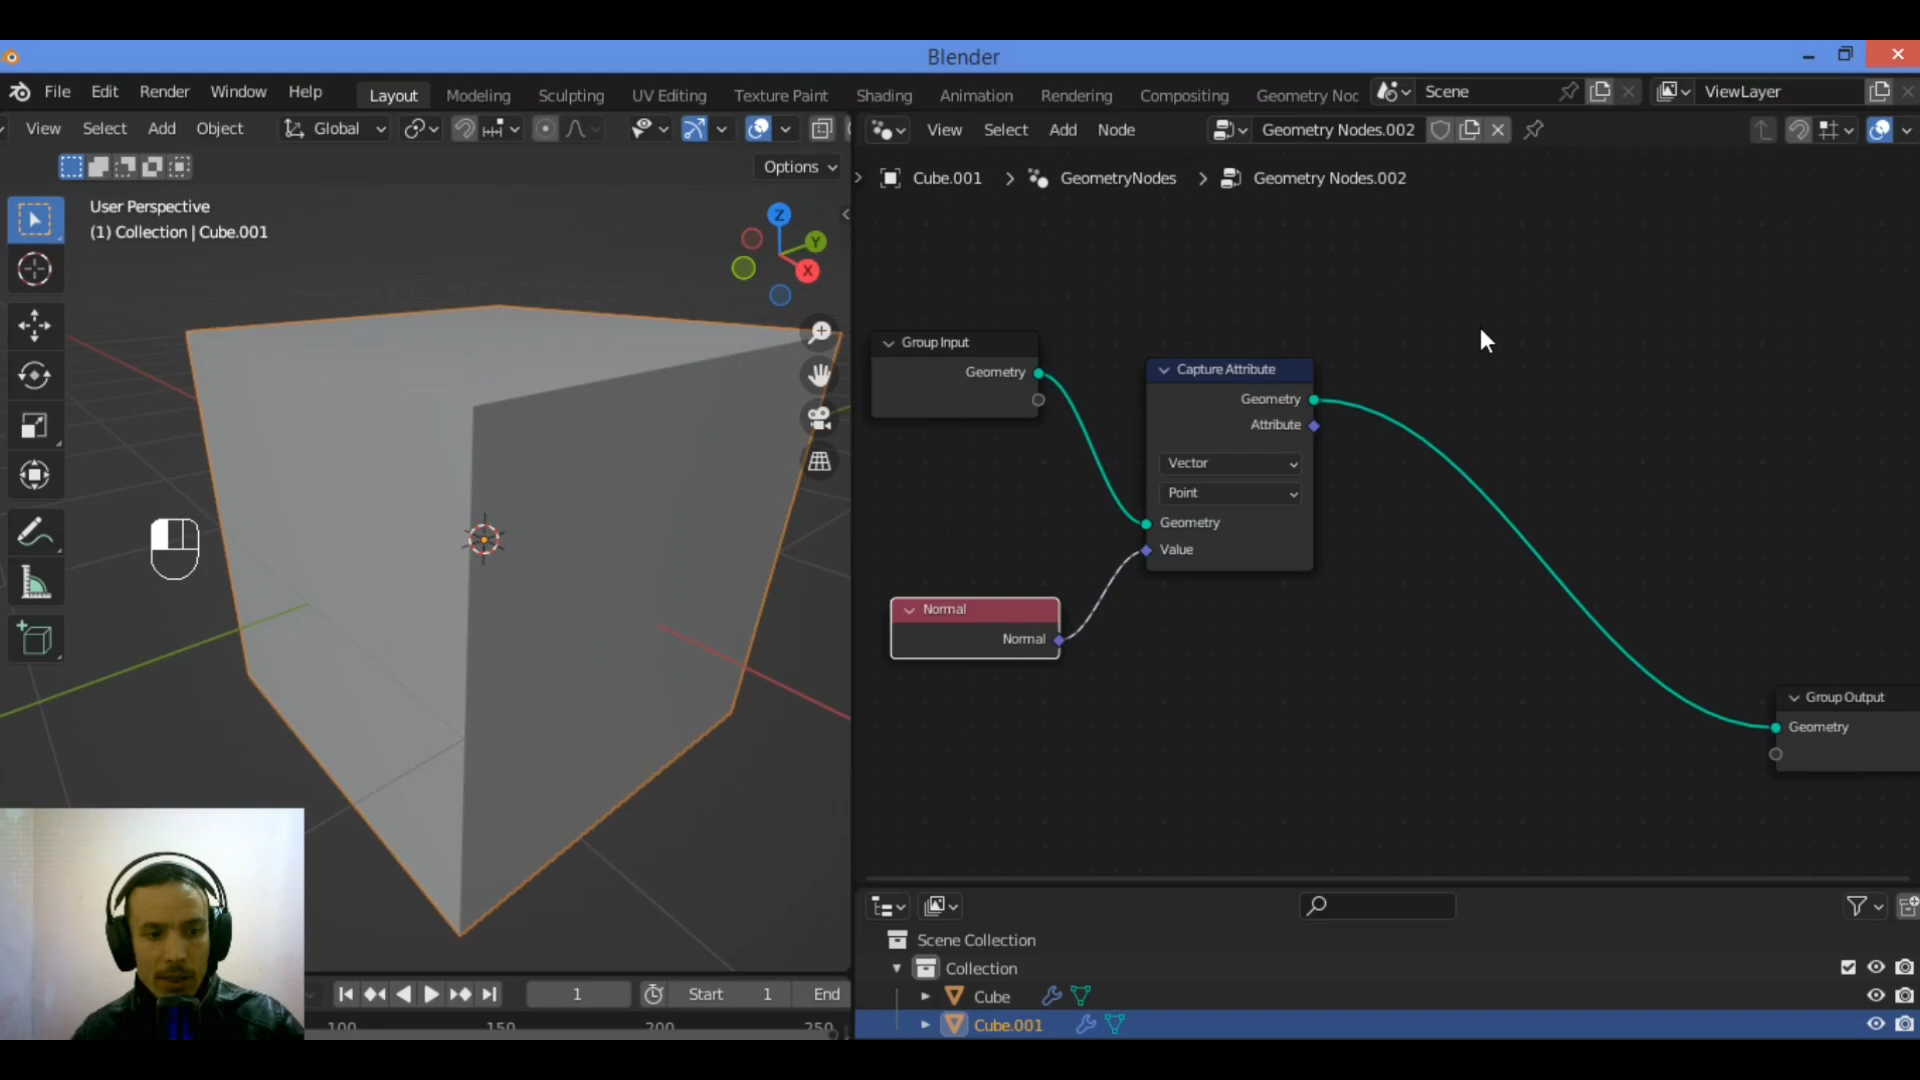 Blender
File Edit Render Window Help Layout Modeling Sculpting UV Editing Texture Paint Shading Animation Rendering Compositing Geometry Noc Scene ViewLayer
View Select Add Object Global
View Select Add Node Geometry Nodes.002
Options
Cube.001 > GeometryNodes > Geometry Nodes.002
User Perspective
(1) Collection | Cube.001
Z
Y
X
Group Input
Geometry
Capture Attribute
Geometry
Attribute
Vector
Point
Geometry
Value
Normal
Normal
Group Output
Geometry
Scene Collection
Collection
Cube
Cube.001
1 Start 1 End
100 150 200 250